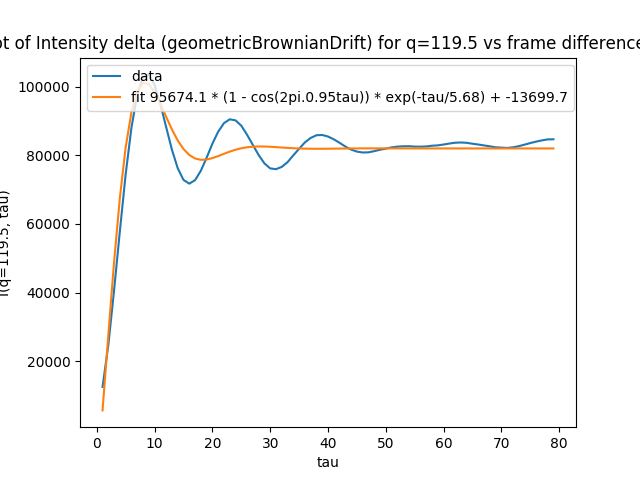 ot of Intensity delta (geometricBrownianDrift) for q=119.5 vs frame difference
data
fit 95674.1 * (1 - cos(2pi.0.95tau)) * exp(-tau/5.68) + -13699.7
100000
80000
60000
40000
20000
I(q=119.5, tau)
0 10 20 30 40 50 60 70 80
tau